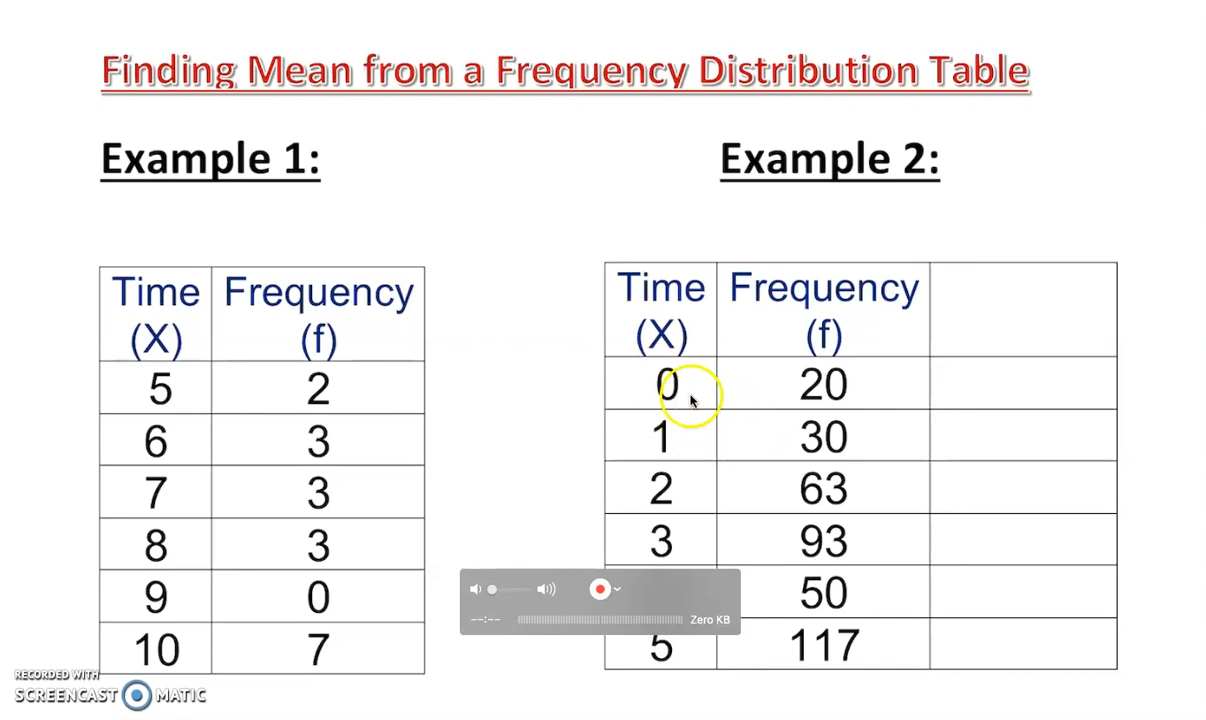 Finding Mean from a Frequency Distribution Table
Example 1:
Example 2:
Time (X) Frequency (f)
5 2
6 3
7 3
8 3
9 0
10 7
Time (X) Frequency (f)
0 20
1 30
2 63
3 93
50
5 117
--:-- Zero KB
RECORDED WITH
SCREENCAST MATIC